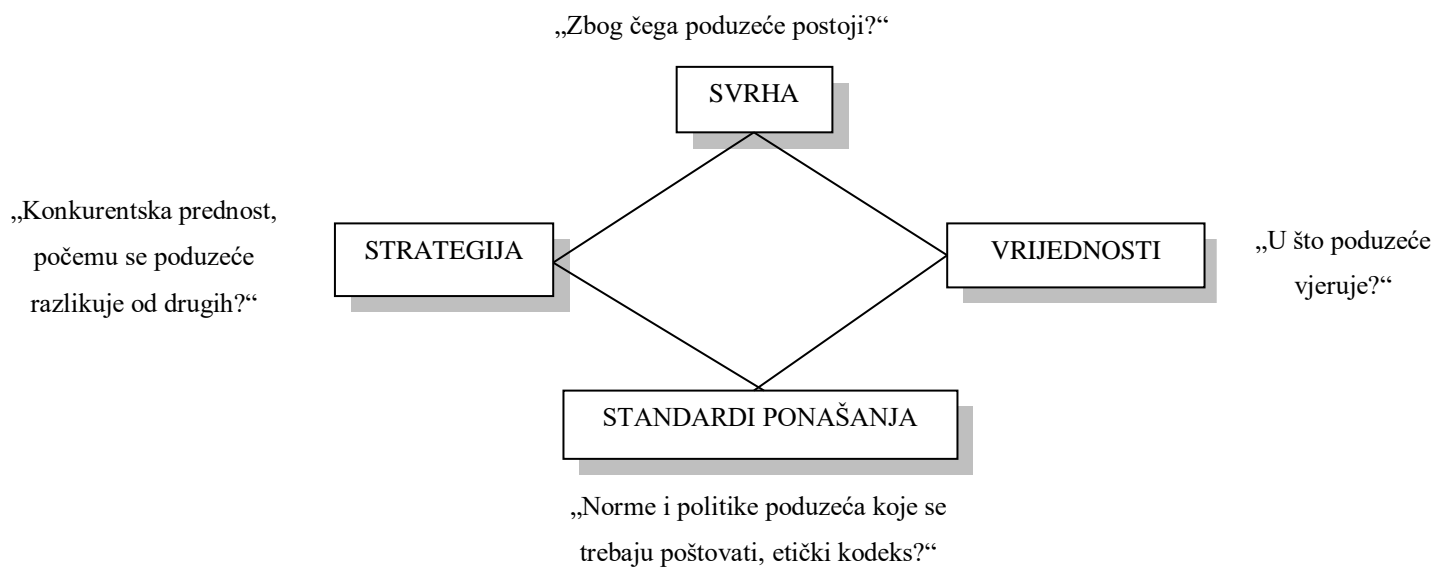 „Zbog čega poduzeće postoji?“
SVRHA
„Konkurentska prednost,
počemu se poduzeće
razlikuje od drugih?“
STRATEGIJA
VRIJEDNOSTI
„U što poduzeće
vjeruje?“
STANDARDI PONAŠANJA
„Norme i politike poduzeća koje se
trebaju poštovati, etički kodeks?“